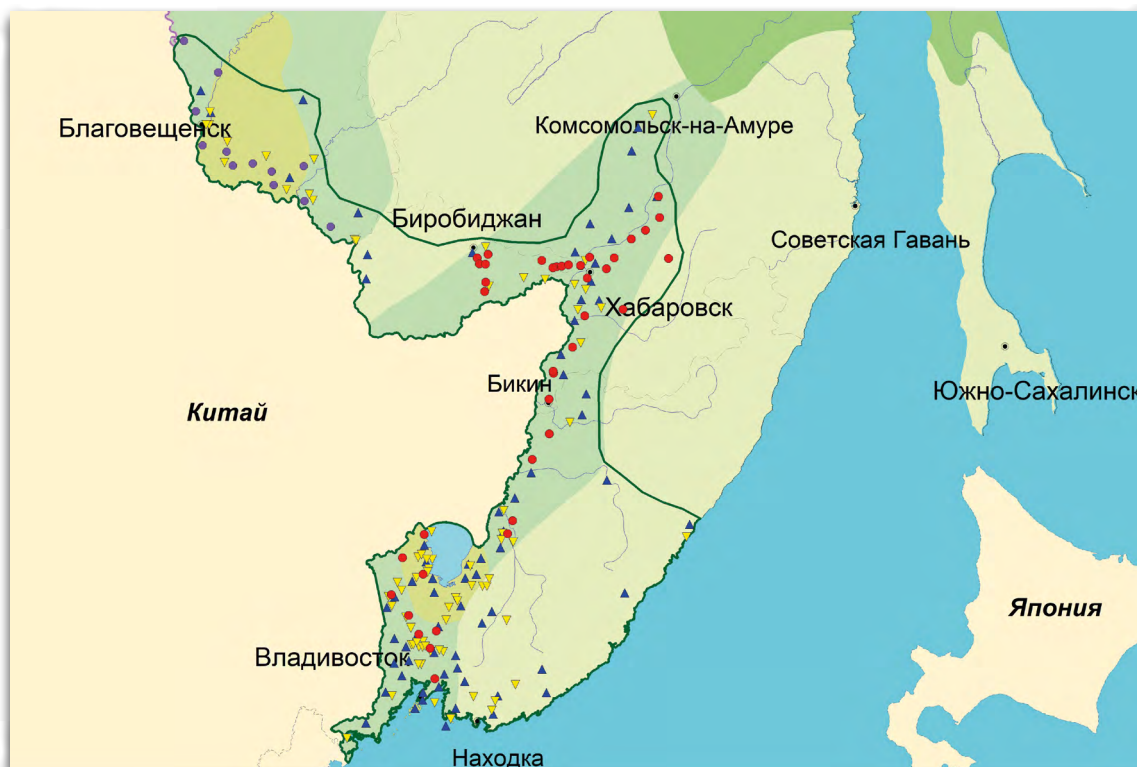 Благовещенск
Комсомольск-на-Амуре
Биробиджан
Советская Гавань
Хабаровск
Бикин
Южно-Сахалинск
Китай
Япония
Владивосток
Находка